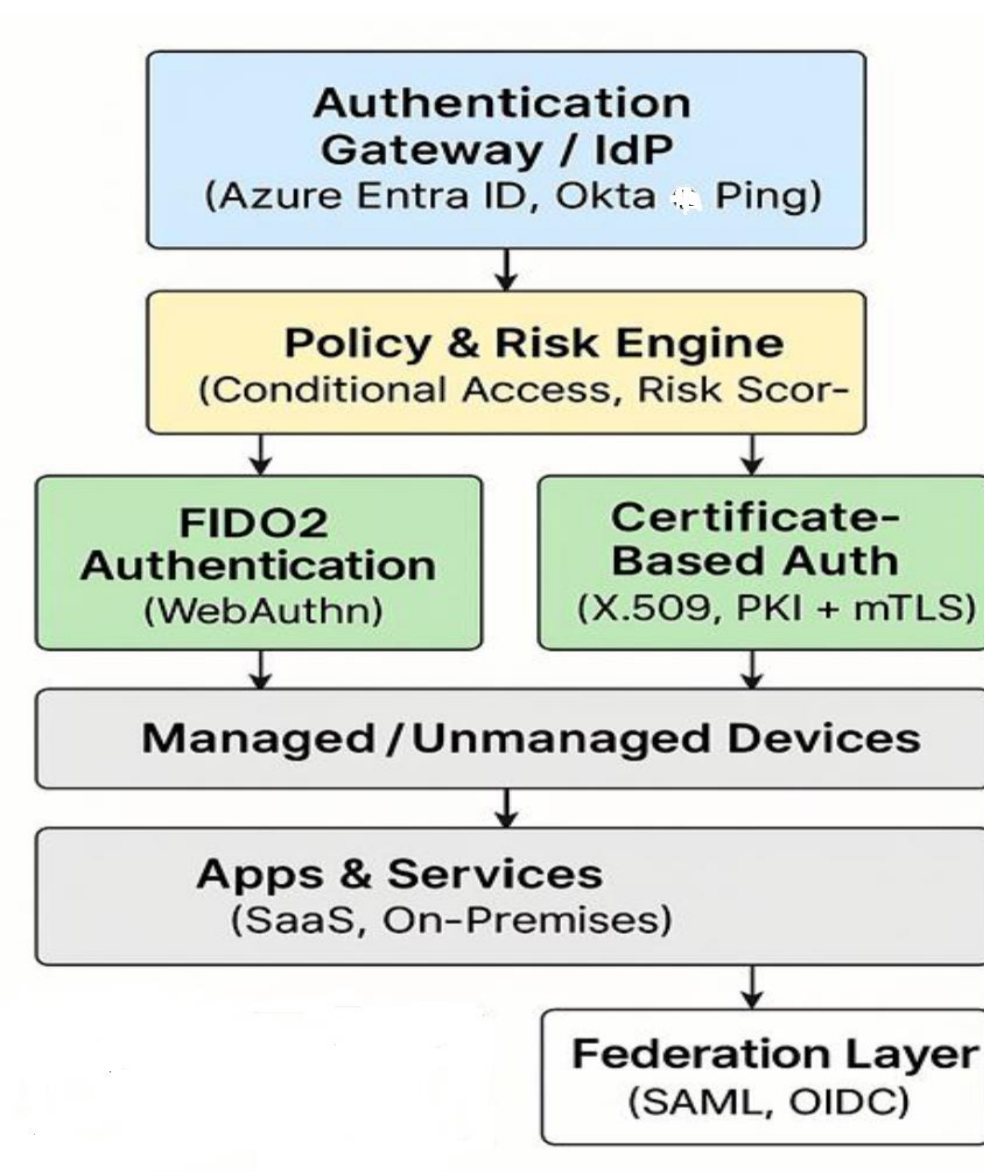 Authentication
Gateway / IdP
(Azure Entra ID, Okta Ping)
Policy & Risk Engine
(Conditional Access, Risk Scor-
FIDO2
Authentication
(WebAuthn)
Certificate-
Based Auth
(X.509, PKI + mTLS)
Managed/Unmanaged Devices
Apps & Services
(SaaS, On-Premises)
Federation Layer
(SAML, OIDC)